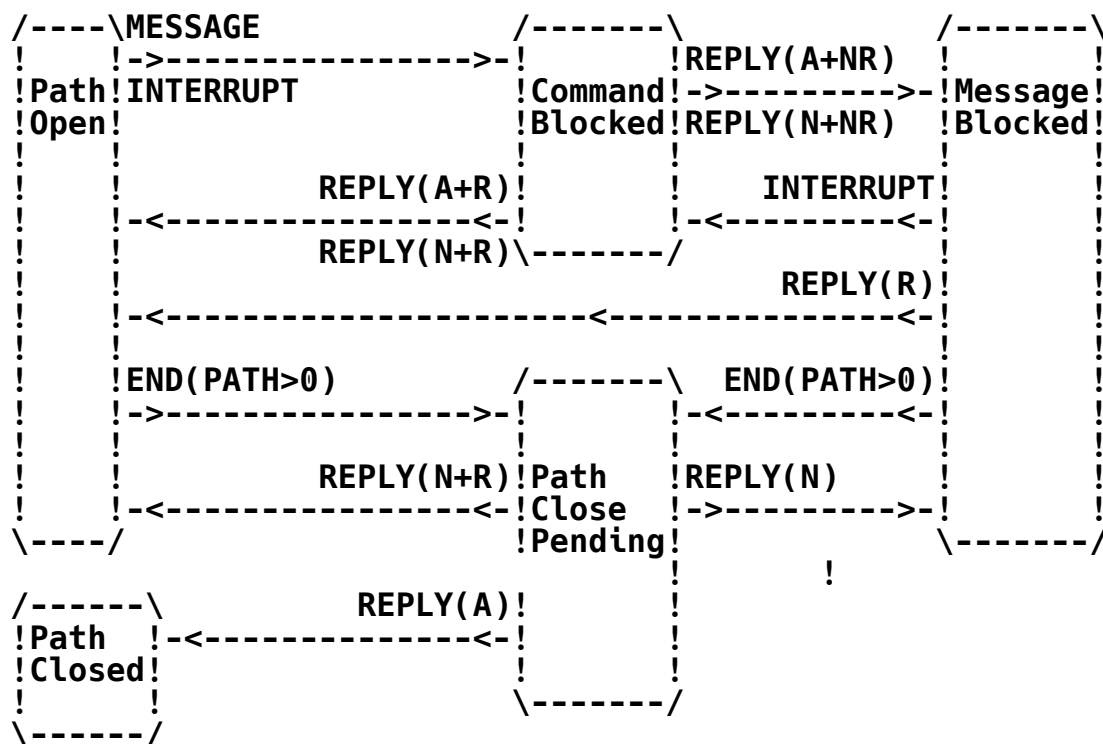 /----\MESSAGE                /-------\                /-------\
!     !->---------------->-!         !REPLY(A+NR)   !         !
!Path!INTERRUPT              !Command!->--------->-!Message!
!Open!                         !Blocked!REPLY(N+NR)   !Blocked!
!     !                         !         !                !         !
!     !            REPLY(A+R)!         !     INTERRUPT!         !
!     !-<---------------<-!         !-<---------<-!         !
!     !            REPLY(N+R)\-------/                !         !
!     !                                          REPLY(R)!         !
!     !-<----------------------<---------------<-!         !
!     !                                                    !         !
!     !END(PATH>0)           /-------\  END(PATH>0)!         !
!     !->---------------->-!         !-<---------<-!         !
!     !                         !         !                !         !
!     !            REPLY(N+R)!Path    !REPLY(N)       !         !
!     !-<----------------<-!Close   !->--------->-!         !
\----/                         !Pending!                \-------/
                                         !         !
/------\            REPLY(A)!         !
!Path  !-<--------------<-!         !
!Closed!                      !         !
!       !                      \-------/
\------/